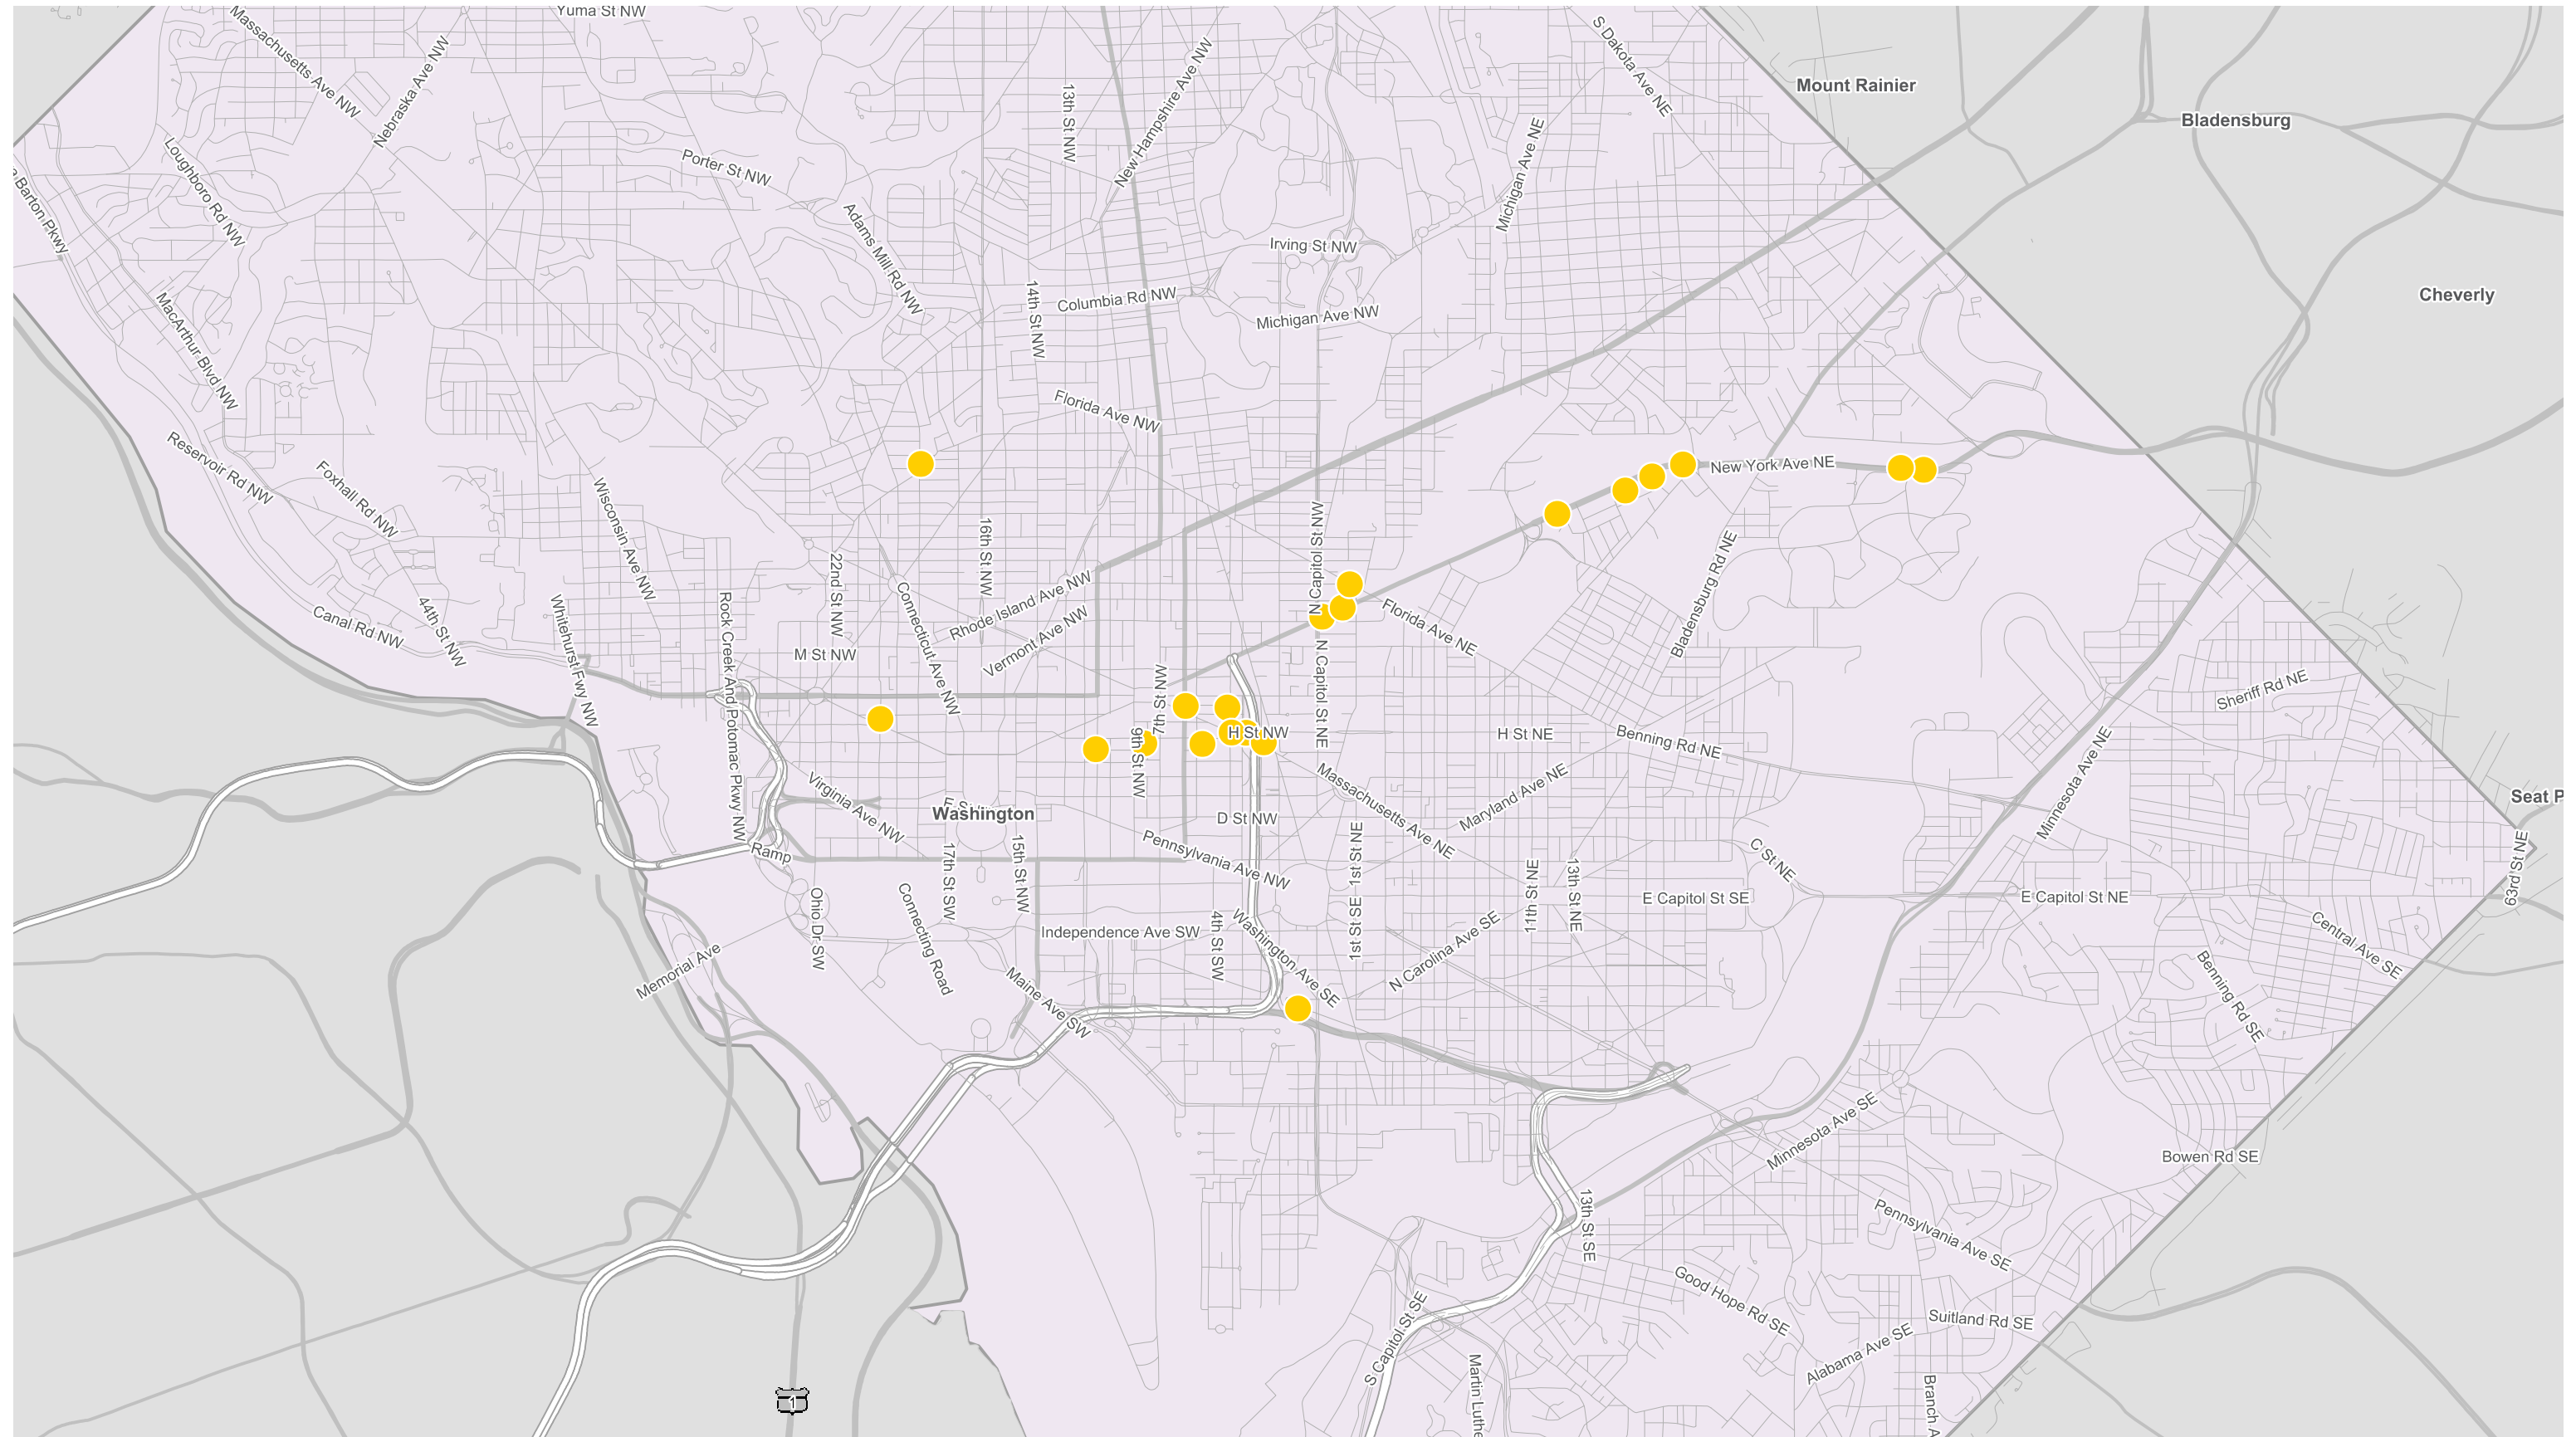 Yuma St NW
Massachusetts Ave NW
Nebraska Ave NW
S Dakota Ave NE
Mount Rainier
Bladensburg
13th St NW
New Hampshire Ave NW
Michigan Ave NE
Loughboro Rd NW
Porter St NW
Barton Pkwy
Adams Mill Rd NW
Irving St NW
Cheverly
MacArthur Blvd NW
14th St NW
Columbia Rd NW
Michigan Ave NW
Florida Ave NW
Reservoir Rd NW
Foxhall Rd NW
Wisconsin Ave NW
New York Ave NE
16th St NW
N Capitol St NW
22nd St NW
Bladensburg Rd NE
Canal Rd NW
44th St NW
Whitehurst Fwy NW
Rock Creek And Potomac Pkwy NW
Connecticut Ave NW
Rhode Island Ave NW
Vermont Ave NW
Florida Ave NE
M St NW
N Capitol St NE
7th St NW
Sheriff Rd NE
9th St NW
H St NW
H St NE
Benning Rd NE
Minnesota Ave NE
Massachusetts Ave NE
Maryland Ave NE
Virginia Ave NW
Washington
D St NW
Seat P
Pennsylvania Ave NW
Ramp
15th St NW
17th St SW
1st St NE
C St NE
63rd St NE
Ohio Dr SW
Connecting Road
11th St NE
13th St NE
E Capitol St SE
E Capitol St NE
Independence Ave SW
4th St SW
Washington Ave SE
1st St SE
N Carolina Ave SE
Central Ave SE
Memorial Ave
Maine Ave SW
Benning Rd SE
Minnesota Ave SE
Bowen Rd SE
13th St SE
Pennsylvania Ave SE
Good Hope Rd SE
Suitland Rd SE
S Capitol St SE
Alabama Ave SE
Martin Luthe
Branch A
1